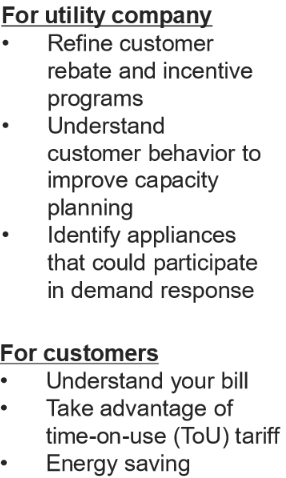 For utility company
• Refine customer
rebate and incentive
programs
• Understand
customer behavior to
improve capacity
planning
• Identify appliances
that could participate
in demand response
For customers
• Understand your bill
• Take advantage of
time-on-use (ToU) tariff
• Energy saving